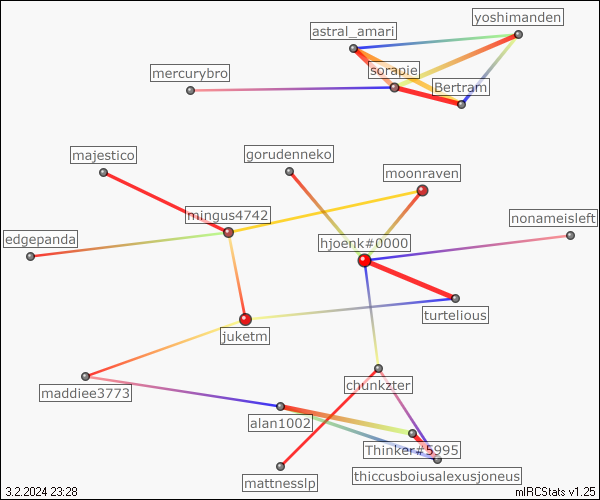 yoshimanden
astral_amari
sorapie
mercurybro
Bertram
majestico
gorudenneko
moonraven
mingus4742
nonameisleft
edgepanda
hjoenk#0000
turtelious
juketm
chunkzter
maddiee3773
alan1002
Thinker#5995
mattnesslp
thiccusboiusalexusjoneus
3.2.2024 23:28
mIRCStats v1.25